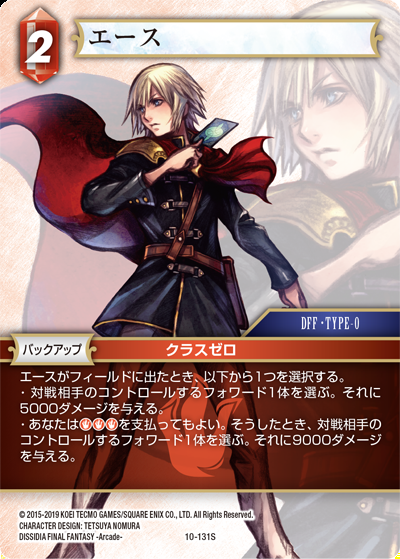 2
エース
DFF・TYPE-0
バックアップ
クラスゼロ
エースがフィールドに出たとき、以下から1つを選択する。
・対戦相手のコントロールするフォワード1体を選ぶ。それに
5000ダメージを与える。
・あなたは を支払ってもよい。そうしたとき、対戦相手の
コントロールするフォワード1体を選ぶ。それに9000ダメージ
を与える。
© 2015-2019 KOEI TECMO GAMES/SQUARE ENIX CO., LTD. All Rights Reserved.
CHARACTER DESIGN: TETSUYA NOMURA
DISSIDIA FINAL FANTASY -Arcade-
10-131S